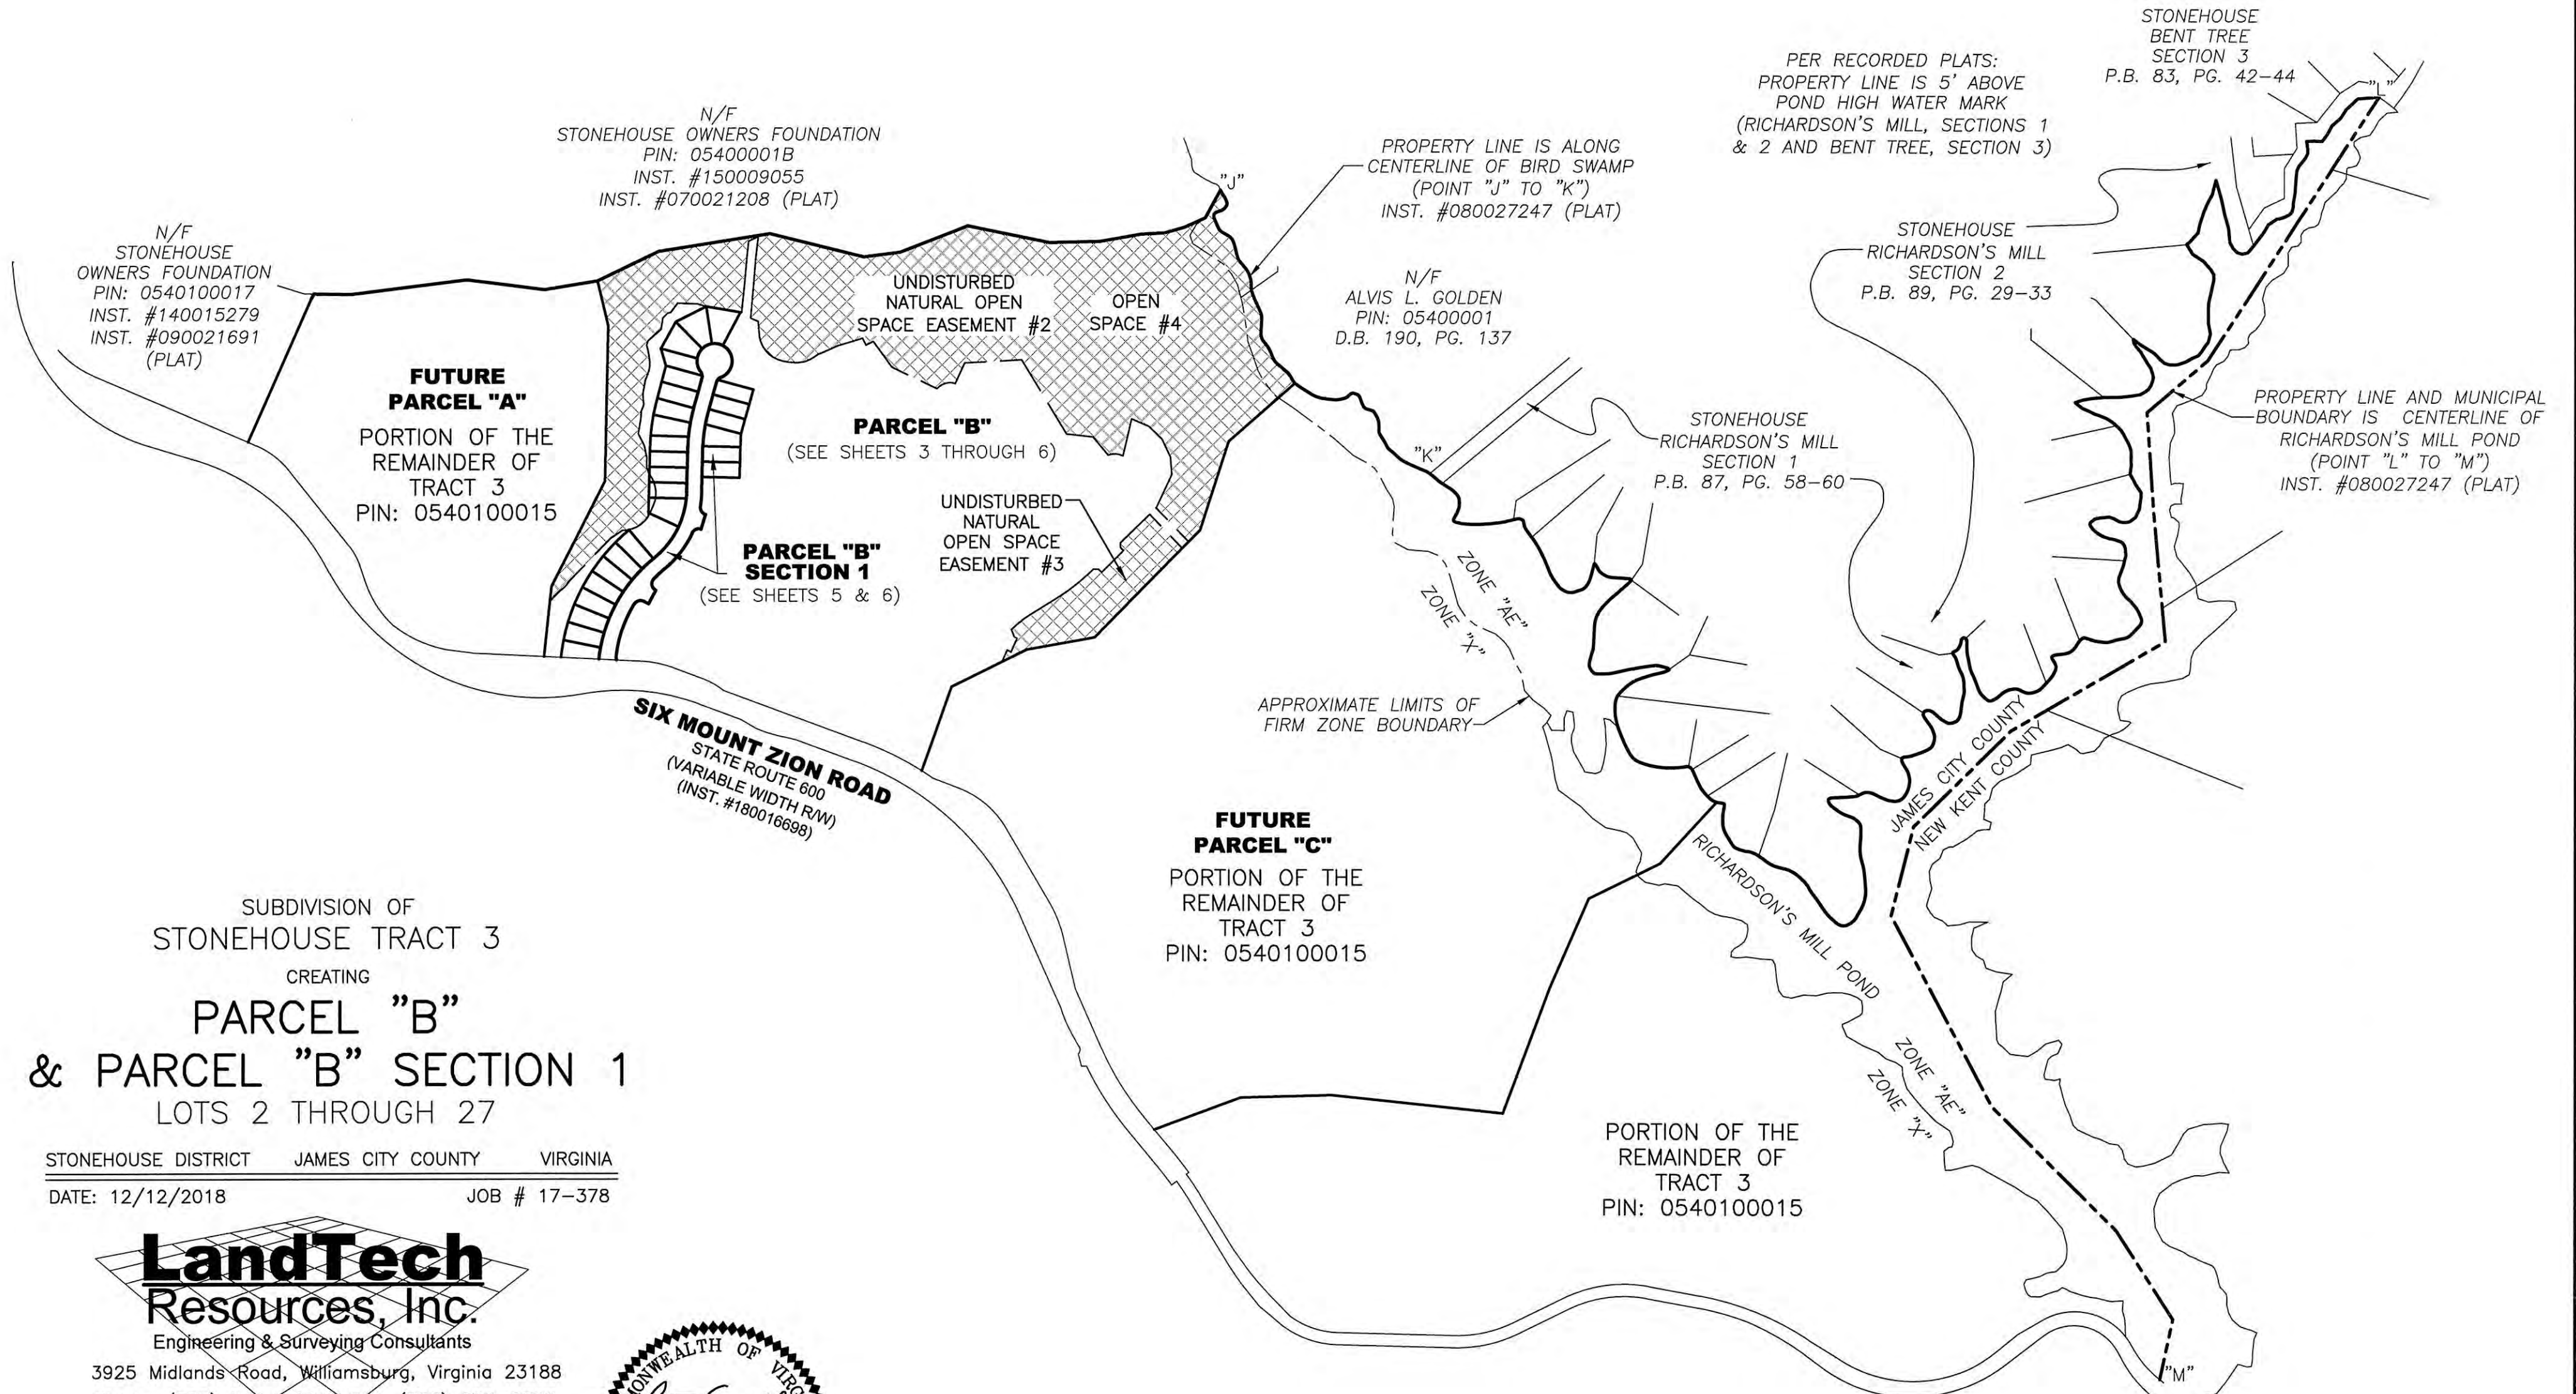 STONEHOUSE
BENT TREE
SECTION 3
P.B. 83, PG. 42-44
PER RECORDED PLATS:
PROPERTY LINE IS 5' ABOVE
POND HIGH WATER MARK
(RICHARDSON'S MILL, SECTIONS 1
& 2 AND BENT TREE, SECTION 3)
"L"
N/F
STONEHOUSE OWNERS FOUNDATION
PIN: 05400001B
INST. #150009055
INST. #070021208 (PLAT)
"J"
PROPERTY LINE IS ALONG
CENTERLINE OF BIRD SWAMP
(POINT "J" TO "K")
INST. #080027247 (PLAT)
N/F
STONEHOUSE
OWNERS FOUNDATION
PIN: 0540100017
INST. #140015279
INST. #090021691
(PLAT)
STONEHOUSE
RICHARDSON'S MILL
SECTION 2
P.B. 89, PG. 29-33
UNDISTURBED
NATURAL OPEN
SPACE EASEMENT #2
OPEN
SPACE #4
N/F
ALVIS L. GOLDEN
PIN: 05400001
D.B. 190, PG. 137
FUTURE
PARCEL "A"
PORTION OF THE
REMAINDER OF
TRACT 3
PIN: 0540100015
PARCEL "B"
(SEE SHEETS 3 THROUGH 6)
"K"
STONEHOUSE
RICHARDSON'S MILL
SECTION 1
P.B. 87, PG. 58-60
PROPERTY LINE AND MUNICIPAL
BOUNDARY IS CENTERLINE OF
RICHARDSON'S MILL POND
(POINT "L" TO "M")
INST. #080027247 (PLAT)
UNDISTURBED
NATURAL
OPEN SPACE
EASEMENT #3
PARCEL "B"
SECTION 1
(SEE SHEETS 5 & 6)
ZONE "AE"
ZONE "X"
APPROXIMATE LIMITS OF
FIRM ZONE BOUNDARY
SIX MOUNT ZION ROAD
STATE ROUTE 600
(VARIABLE WIDTH R/W)
(INST. #180016698)
JAMES CITY COUNTY
NEW KENT COUNTY
FUTURE
PARCEL "C"
PORTION OF THE
REMAINDER OF
TRACT 3
PIN: 0540100015
RICHARDSON'S MILL POND
ZONE "AE"
ZONE "X"
PORTION OF THE
REMAINDER OF
TRACT 3
PIN: 0540100015
"M"
SUBDIVISION OF
STONEHOUSE TRACT 3
CREATING
PARCEL "B"
& PARCEL "B" SECTION 1
LOTS 2 THROUGH 27
STONEHOUSE DISTRICT JAMES CITY COUNTY VIRGINIA
DATE: 12/12/2018 JOB # 17-378
LandTech
Resources, Inc.
Engineering & Surveying Consultants
3925 Midlands Road, Williamsburg, Virginia 23188
OF